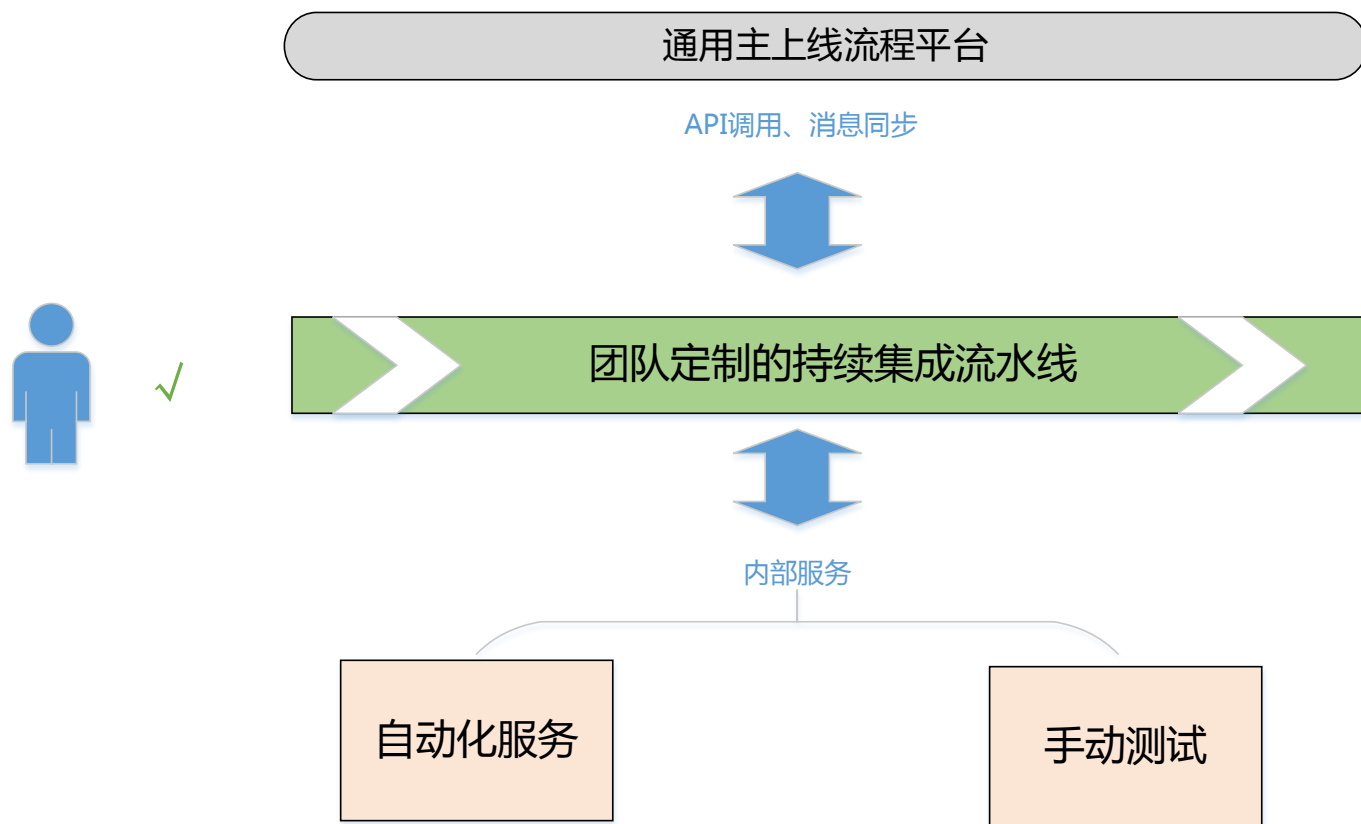 通用主上线流程平台
API调用、消息同步
√
团队定制的持续集成流水线
内部服务
自动化服务
手动测试